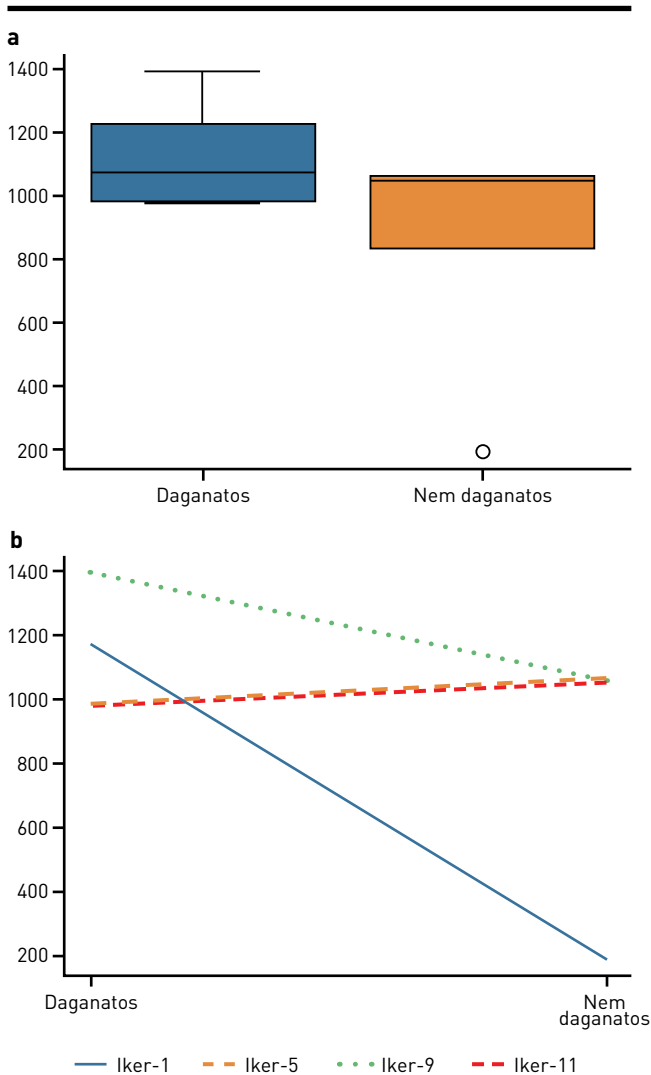 a
1400
1200
1000
800
600
400
200
Daganatos Nem daganatos
b
1400
1200
1000
800
600
400
200
Daganatos Nem
daganatos
Iker-1 Iker-5 Iker-9 Iker-11